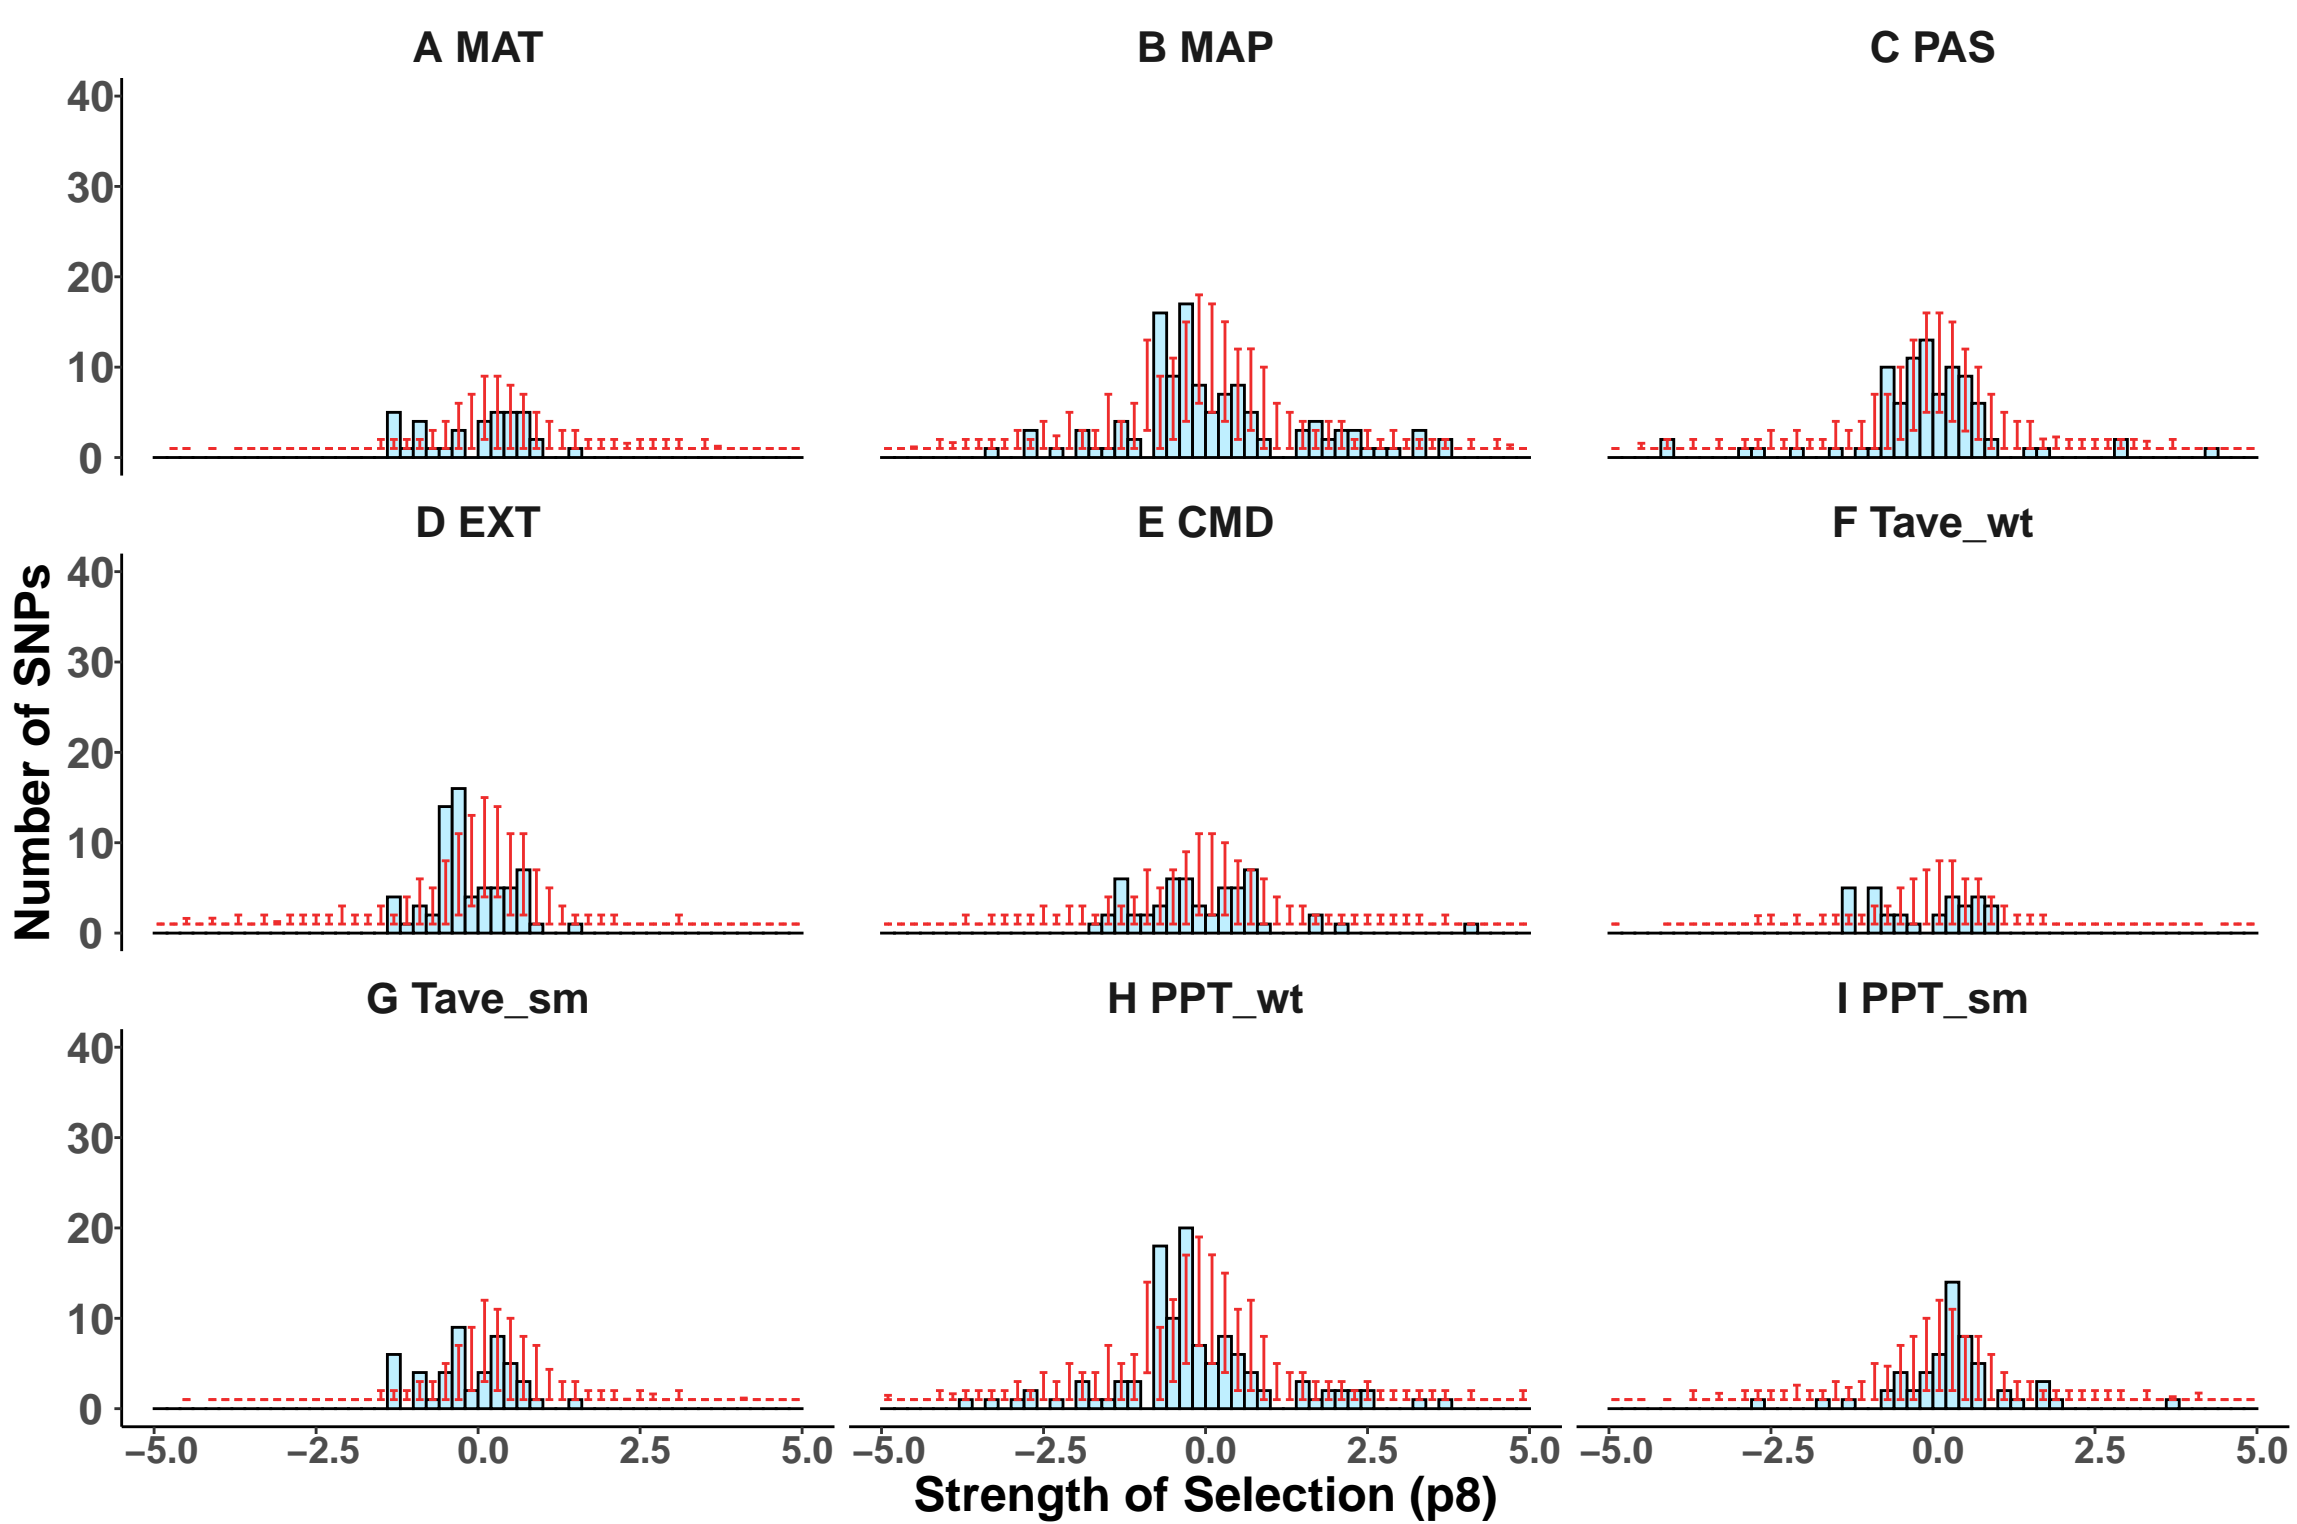 A MAT B MAP C PAS
40
30
20
10
0
D EXT E CMD F Tave_wt
40
30
20
10
0
Number of SNPs
G Tave_sm H PPT_wt I PPT_sm
40
30
20
10
0
−5.0 −2.5 0.0 2.5 5.0 −5.0 −2.5 0.0 2.5 5.0 −5.0 −2.5 0.0 2.5 5.0
Strength of Selection (p8)